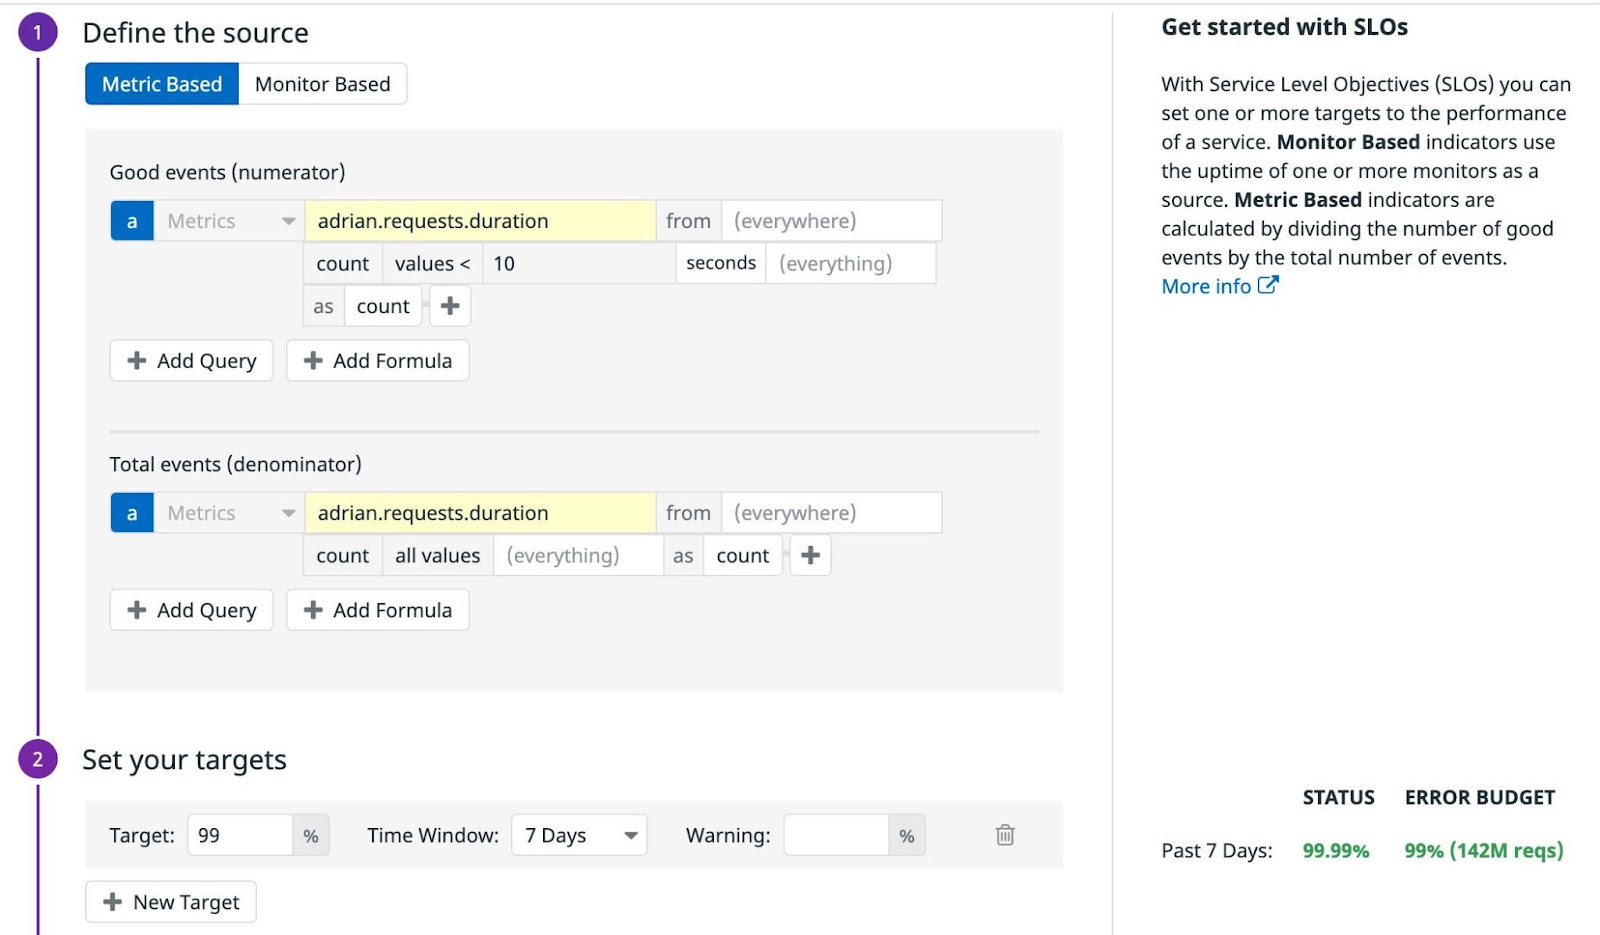 1 Define the source
Metric Based Monitor Based
Good events (numerator)
a Metrics adrian.requests.duration from (everywhere)
count values < 10 seconds (everything)
as count +
+ Add Query + Add Formula
Total events (denominator)
a Metrics adrian.requests.duration from (everywhere)
count all values (everything) as count +
+ Add Query + Add Formula
2 Set your targets
Target: 99 % Time Window: 7 Days Warning: %
+ New Target
Get started with SLOs
With Service Level Objectives (SLOs) you can
set one or more targets to the performance
of a service. Monitor Based indicators use
the uptime of one or more monitors as a
source. Metric Based indicators are
calculated by dividing the number of good
events by the total number of events.
More info
STATUS ERROR BUDGET
Past 7 Days: 99.99% 99% (142M reqs)